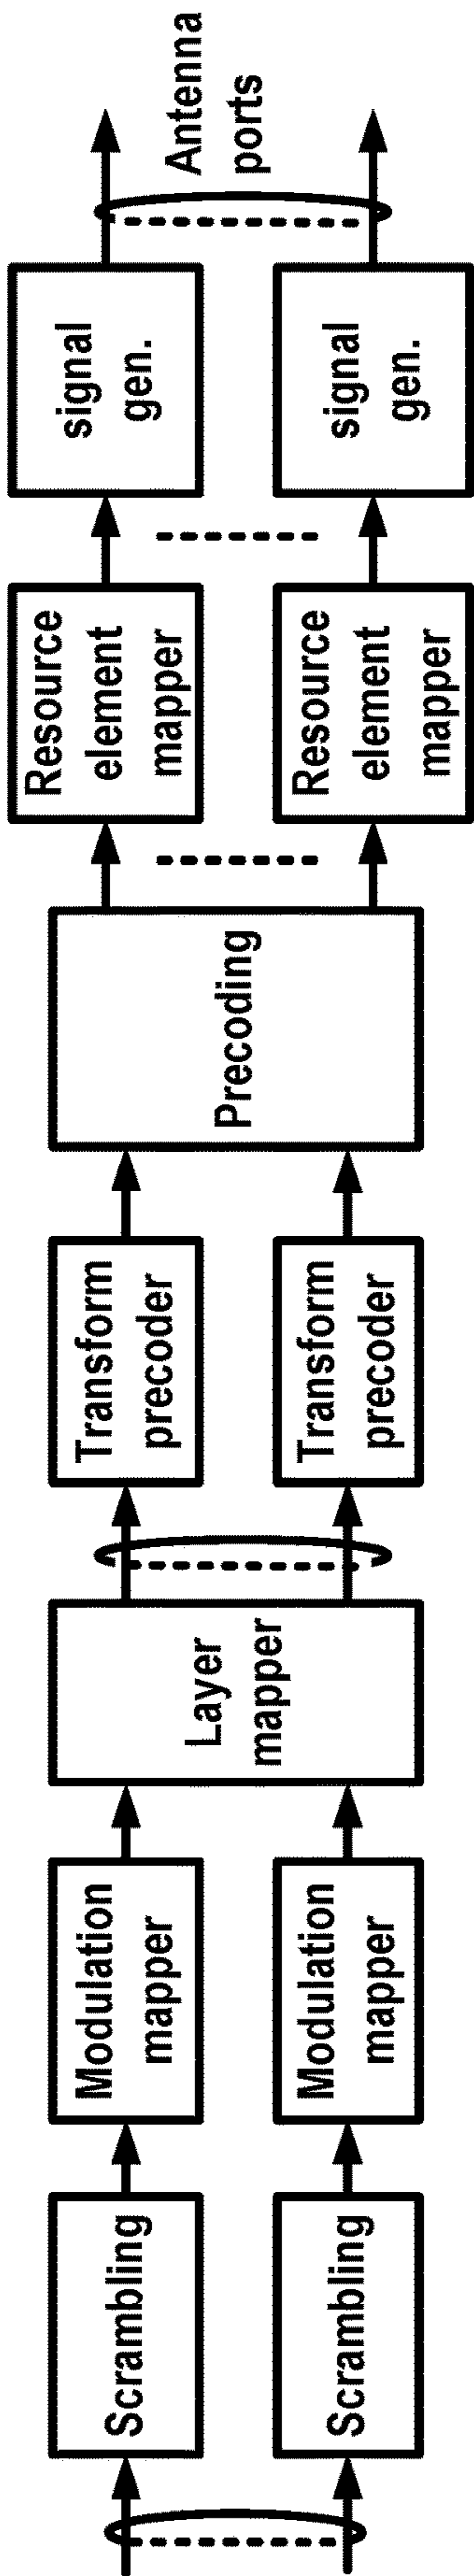 Scrambling
Scrambling
Modulation
mapper
Modulation
mapper
Layer
mapper
Transform
precoder
Transform
precoder
Precoding
Resource
element
mapper
Resource
element
mapper
signal
gen.
signal
gen.
Antenna
ports